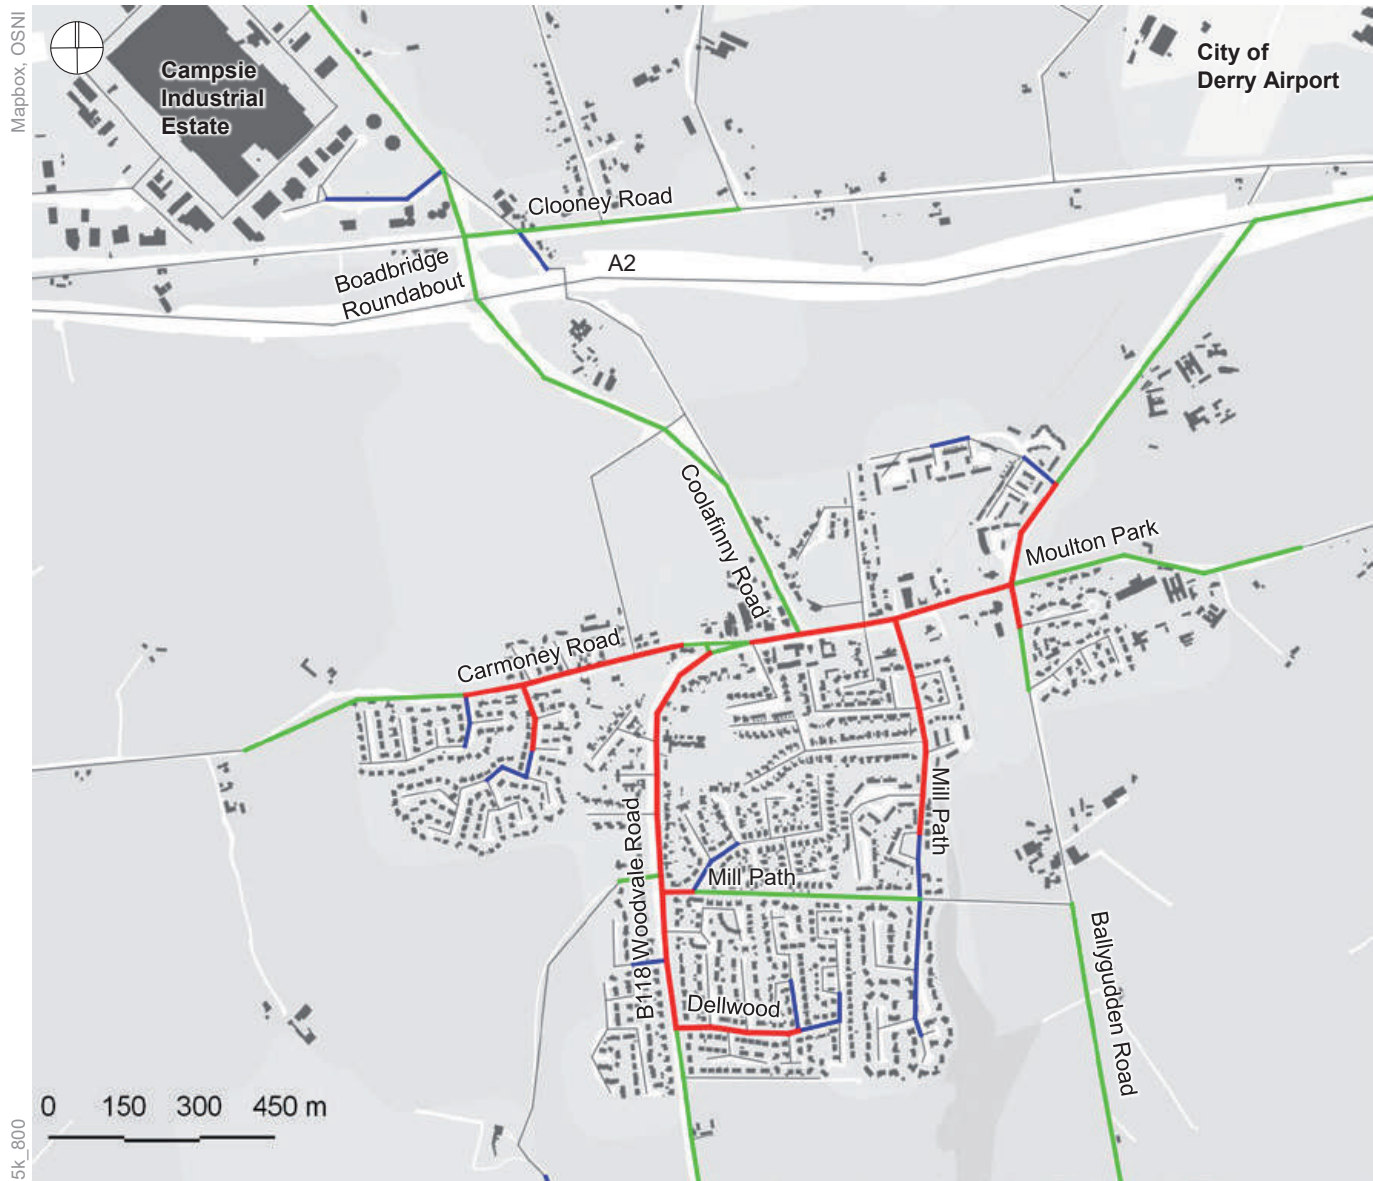 Mapbox, OSNI
Campsie
Industrial
Estate
City of
Derry Airport
Clooney Road
Boadbridge
Roundabout
A2
Coolafinny Road
Moulton Park
Carmoney Road
Mill Path
B118 Woodvale Road
Mill Path
Dellwood
Ballygudden Road
0 150 300 450 m
5k_800